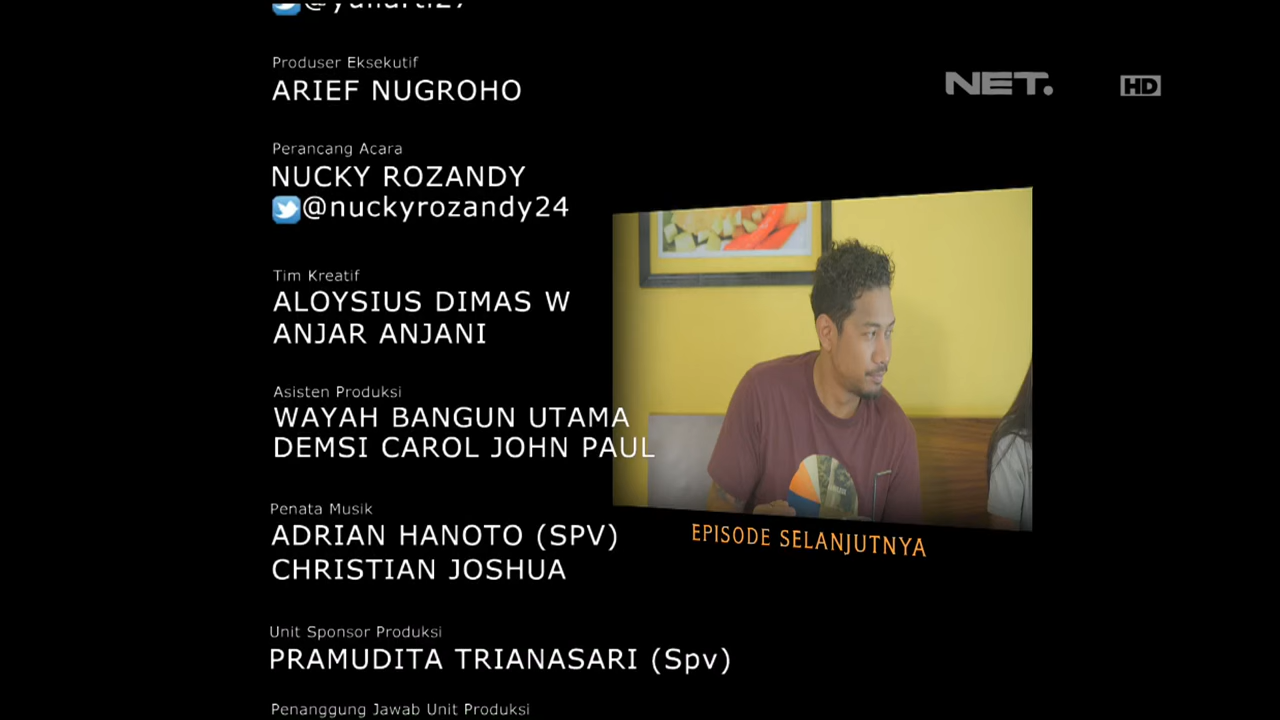 Produser Eksekutif
ARIEF NUGROHO
Perancang Acara
NUCKY ROZANDY
@nuckyrozandy24
Tim Kreatif
ALOYSIUS DIMAS W
ANJAR ANJANI
Asisten Produksi
WAYAH BANGUN UTAMA
DEMSI CAROL JOHN PAUL
Penata Musik
ADRIAN HANOTO (SPV)
CHRISTIAN JOSHUA
Unit Sponsor Produksi
PRAMUDITA TRIANASARI (Spv)
Penanggung Jawab Unit Produksi
NET.
HD
EPISODE SELANJUTNYA